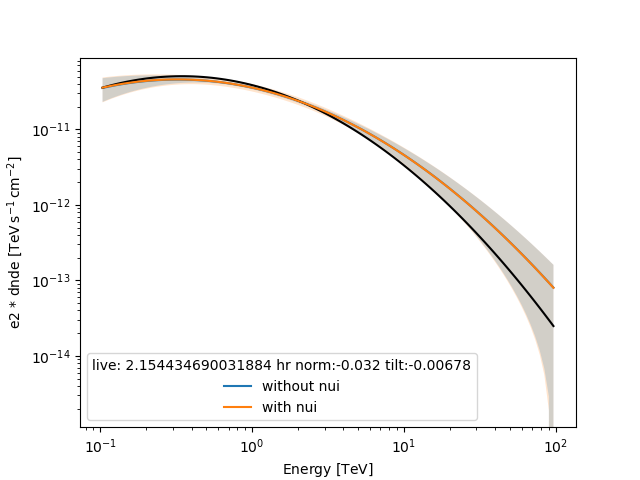 10⁻¹¹
10⁻¹²
10⁻¹³
10⁻¹⁴
e2 * dnde [TeV s⁻¹ cm⁻²]
live: 2.154434690031884 hr norm:-0.032 tilt:-0.00678
without nui
with nui
10⁻¹ 10⁰ 10¹ 10²
Energy [TeV]